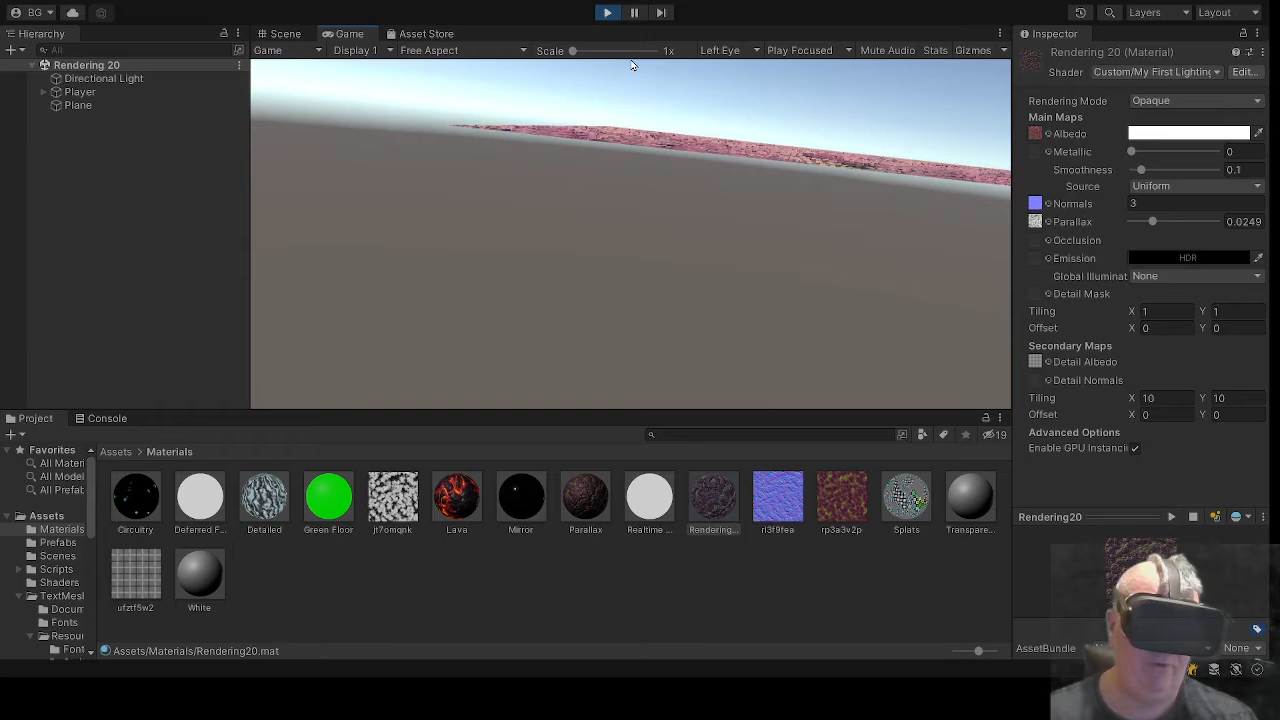 BG
Layers
Layout
Hierarchy
All
Rendering 20
Directional Light
Player
Plane
Scene
Game
Asset Store
Game
Display 1
Free Aspect
Scale
1x
Left Eye
Play Focused
Mute Audio
Stats
Gizmos
Inspector
Rendering 20 (Material)
Shader
Custom/My First Lighting
Edit...
Rendering Mode
Opaque
Main Maps
Albedo
Metallic
0
Smoothness
0.1
Source
Uniform
Normals
3
Parallax
0.0249
Occlusion
Emission
HDR
Global Illuminat
None
Detail Mask
Tiling
X 1 Y 1
Offset
X 0 Y 0
Secondary Maps
Detail Albedo
Detail Normals
Tiling
X 10 Y 10
Offset
X 0 Y 0
Advanced Options
Enable GPU Instancin
Project
Console
19
Favorites
All Mater
All Model
All Prefab
Assets
Materials
Prefabs
Scenes
Scripts
Shaders
TextMesh
Docum
Fonts
Resour
Font
Assets > Materials
Circuitry
Deferred F...
Detailed
Green Floor
jt7omqnk
Lava
Mirror
Parallax
Realtime ...
Rendering...
rl3f9fea
rp3a3v2p
Splats
Transpare...
ufztf5w2
White
Assets/Materials/Rendering20.mat
Rendering20
AssetBundle
None